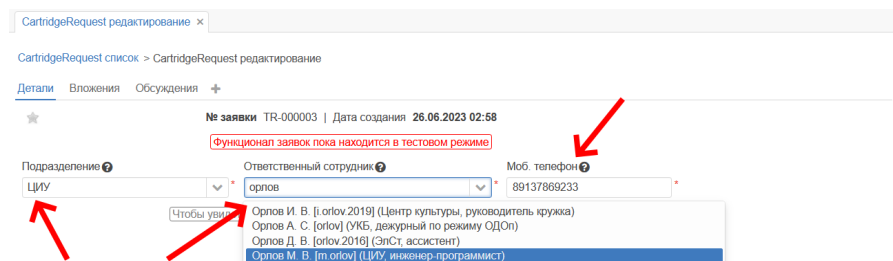 CartridgeRequest редактирование ×
CartridgeRequest список > CartridgeRequest редактирование
Детали Вложения Обсуждения +
№ заявки TR-000003 | Дата создания 26.06.2023 02:58
Функционал заявок пока находится в тестовом режиме
Подразделение ? Ответственный сотрудник ? Моб. телефон ?
ЦИУ * орлов * 89137869233 *
Чтобы
Орлов И. В. [i.orlov.2019] (Центр культуры, руководитель кружка)
Орлов А. С. [orlov] (УКБ, дежурный по режиму ОДОп)
Орлов Д. В. [orlov.2016] (ЭлСт, ассистент)
Орлов М. В. [m.orlov] (ЦИУ, инженер-программист)